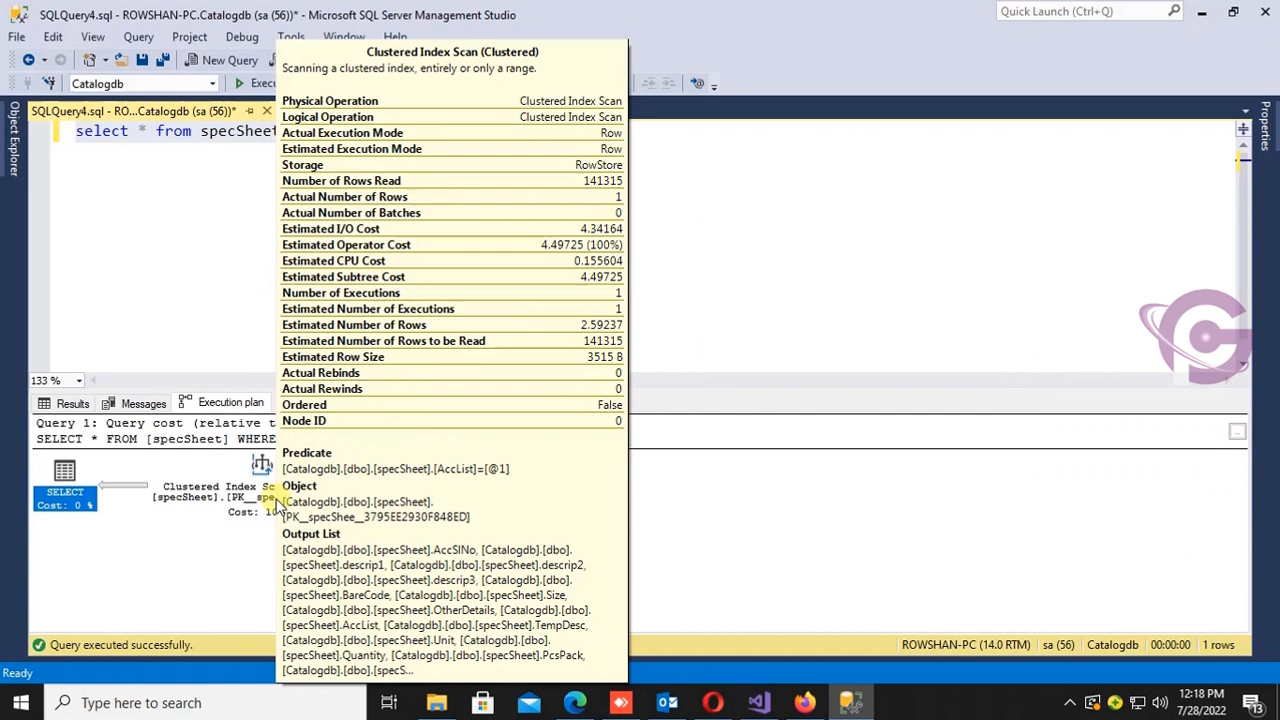 SQLQuery4.sql - ROWSHAN-PC.Catalogdb (sa (56))* - Microsoft SQL Server Management Studio
Quick Launch (Ctrl+Q)
File Edit View Query Project Debug Tools Window Help
New Query
Catalogdb
Execu
SQLQuery4.sql - RO...Catalogdb (sa (56))*
Object Explorer
Properties
select * from specSheet
Clustered Index Scan (Clustered)
Scanning a clustered index, entirely or only a range.
Physical Operation Clustered Index Scan
Logical Operation Clustered Index Scan
Actual Execution Mode Row
Estimated Execution Mode Row
Storage RowStore
Number of Rows Read 141315
Actual Number of Rows 1
Actual Number of Batches 0
Estimated I/O Cost 4.34164
Estimated Operator Cost 4.49725 (100%)
Estimated CPU Cost 0.155604
Estimated Subtree Cost 4.49725
Number of Executions 1
Estimated Number of Executions 1
Estimated Number of Rows 2.59237
Estimated Number of Rows to be Read 141315
Estimated Row Size 3515 B
Actual Rebinds 0
Actual Rewinds 0
Ordered False
Node ID 0
Predicate
[Catalogdb].[dbo].[specSheet].[AccList]=[@1]
Object
[Catalogdb].[dbo].[specSheet].
[PK__specShee__3795EE2930F848ED]
Output List
[Catalogdb].[dbo].[specSheet].AccSlNo, [Catalogdb].[dbo].
[specSheet].descrip1, [Catalogdb].[dbo].[specSheet].descrip2,
[Catalogdb].[dbo].[specSheet].descrip3, [Catalogdb].[dbo].
[specSheet].BareCode, [Catalogdb].[dbo].[specSheet].Size,
[Catalogdb].[dbo].[specSheet].OtherDetails, [Catalogdb].[dbo].
[specSheet].AccList, [Catalogdb].[dbo].[specSheet].TempDesc,
[Catalogdb].[dbo].[specSheet].Unit, [Catalogdb].[dbo].
[specSheet].Quantity, [Catalogdb].[dbo].[specSheet].PcsPack,
[Catalogdb].[dbo].[specS...
133 %
Results Messages Execution plan
Query 1: Query cost (relative t
SELECT * FROM [specSheet] WHERE
SELECT
Cost: 0 %
Clustered Index Sc
[specSheet].[PK__spe
Cost: 10
Query executed successfully.
ROWSHAN-PC (14.0 RTM) sa (56) Catalogdb 00:00:00 1 rows
Ready
Type here to search
12:18 PM
7/28/2022
13